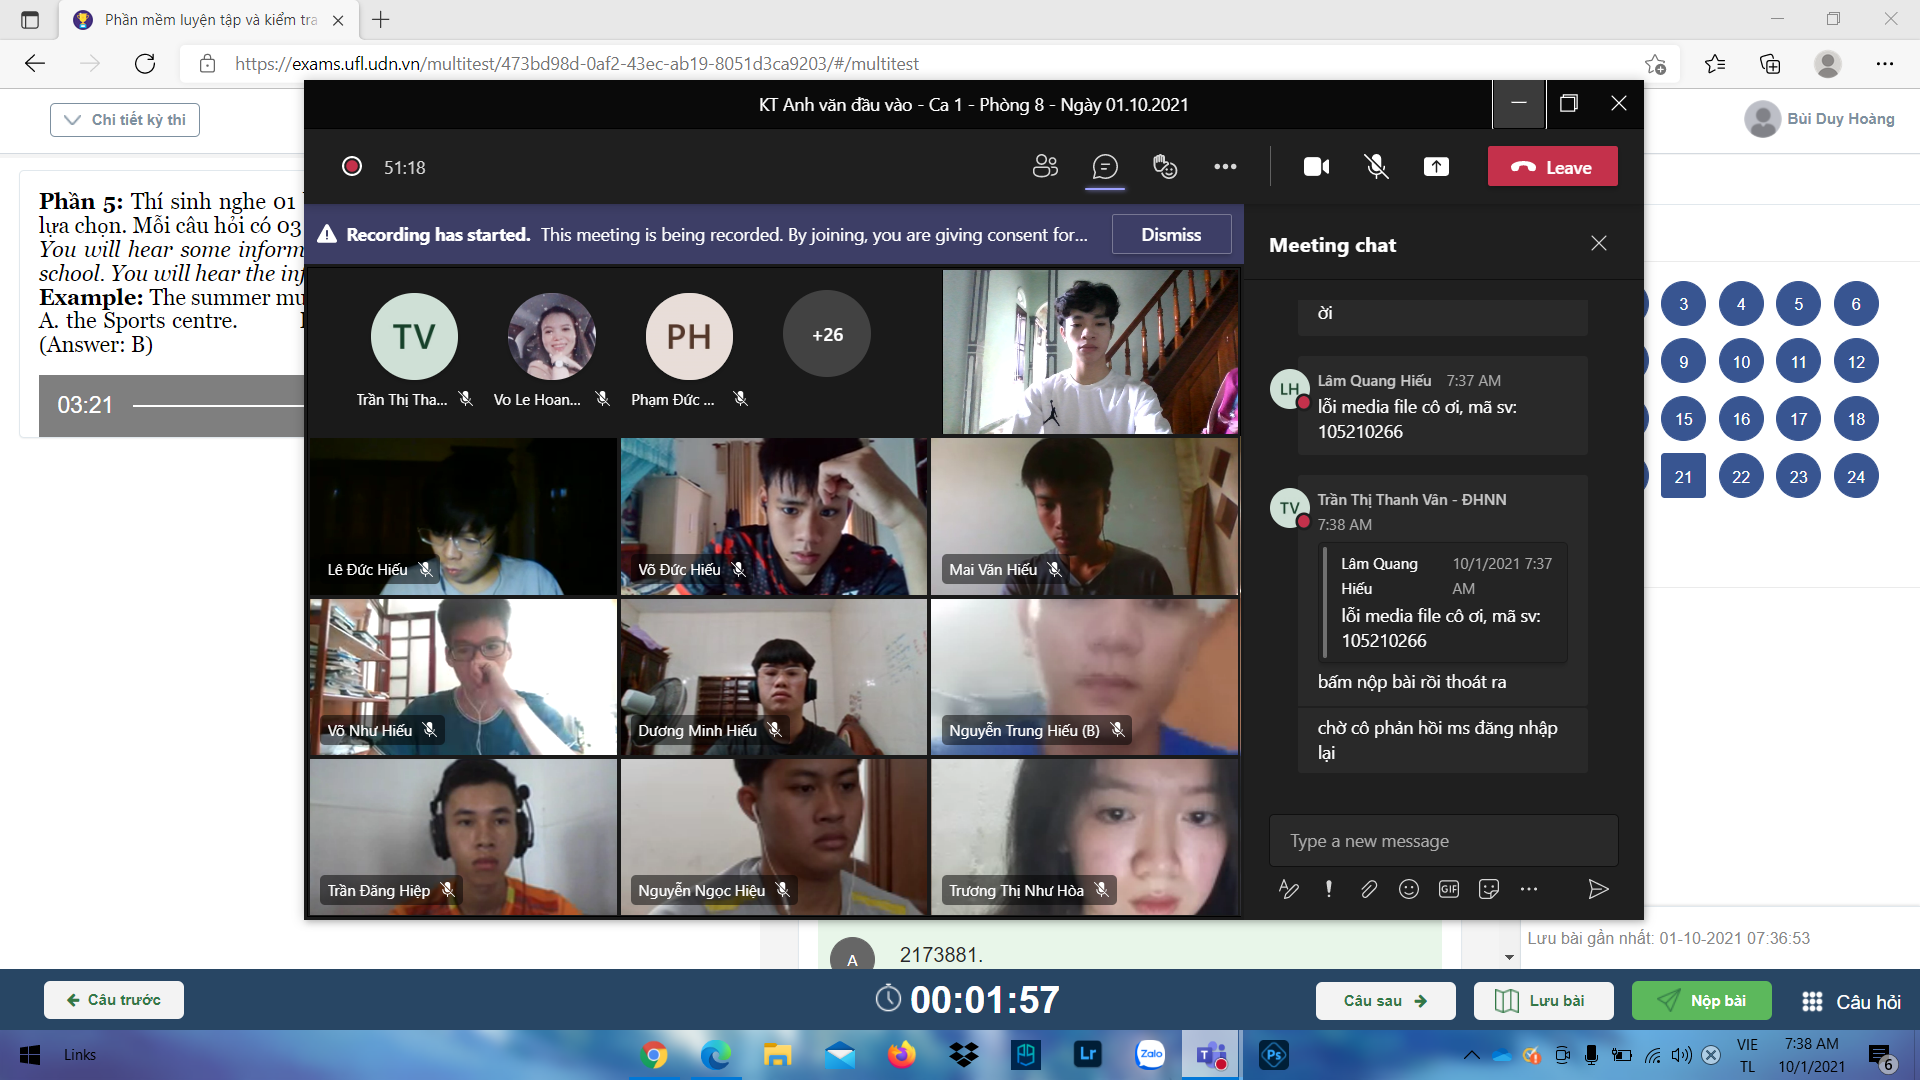 Phần mềm luyện tập và kiểm tra
https://exams.ufl.udn.vn/multitest/473bd98d-0af2-43ec-ab19-8051d3ca9203/#/multitest
Chi tiết kỳ thi
Bùi Duy Hoàng
KT Anh văn đầu vào - Ca 1 - Phòng 8 - Ngày 01.10.2021
51:18
Leave
Phần 5: Thí sinh nghe 01
lựa chọn. Mỗi câu hỏi có 03
You will hear some inform
school. You will hear the inf
Example: The summer mu
A. the Sports centre.
(Answer: B)
03:21
Recording has started. This meeting is being recorded. By joining, you are giving consent for...
Dismiss
TV
PH
+26
Trần Thị Tha...
Vo Le Hoan...
Phạm Đức ...
Lê Đức Hiếu
Võ Đức Hiếu
Mai Văn Hiếu
Võ Như Hiếu
Dương Minh Hiếu
Nguyễn Trung Hiếu (B)
Trần Đăng Hiệp
Nguyễn Ngọc Hiệu
Trương Thị Như Hòa
Meeting chat
ời
LH
Lâm Quang Hiếu 7:37 AM
lỗi media file cô ơi, mã sv:
105210266
TV
Trần Thị Thanh Vân - ĐHNN
7:38 AM
Lâm Quang 10/1/2021 7:37
Hiếu AM
lỗi media file cô ơi, mã sv:
105210266
bấm nộp bài rồi thoát ra
chờ cô phản hồi ms đăng nhập
lại
Type a new message
GIF
3 4 5 6
9 10 11 12
15 16 17 18
21 22 23 24
A 2173881.
Lưu bài gần nhất: 01-10-2021 07:36:53
Câu trước
00:01:57
Câu sau
Lưu bài
Nộp bài
Câu hỏi
Links
Lr
Zalo
Ps
VIE
TL
7:38 AM
10/1/2021
6